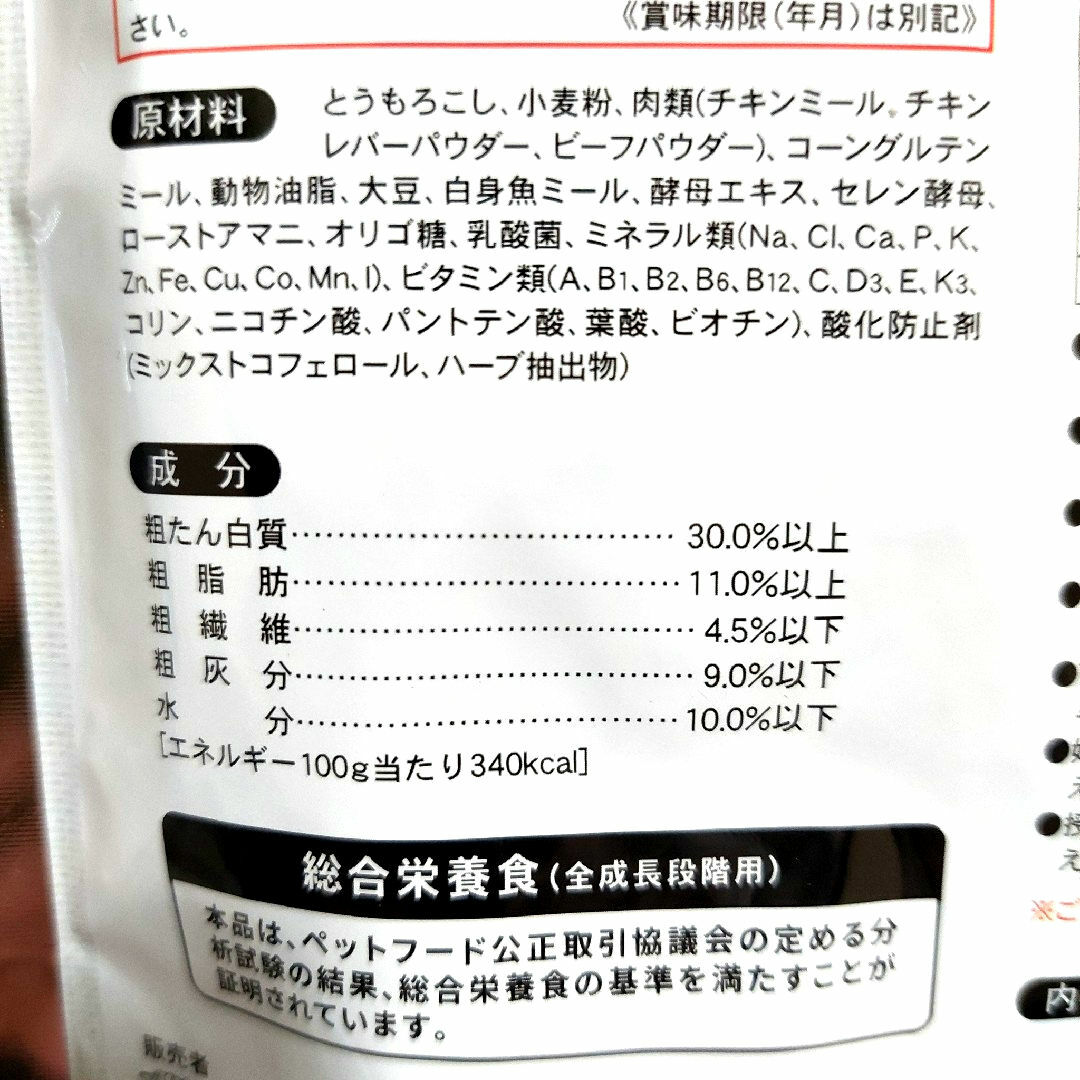 さい。
《賞味期限(年月)は別記》
原材料
とうもろこし、小麦粉、肉類(チキンミール、チキン
レバーパウダー、ビーフパウダー)、コーングルテン
ミール、動物油脂、大豆、白身魚ミール、酵母エキス、セレン酵母、
ローストアマニ、オリゴ糖、乳酸菌、ミネラル類(Na、Cl、Ca、P、K、
Zn、Fe、Cu、Co、Mn、I)、ビタミン類(A、B1、B2、B6、B12、C、D3、E、K3、
コリン、ニコチン酸、パントテン酸、葉酸、ビオチン)、酸化防止剤
(ミックストコフェロール、ハーブ抽出物)
成 分
粗たん白質……………………………30.0%以上
粗 脂 肪……………………………11.0%以上
粗 繊 維……………………………4.5%以下
粗 灰 分……………………………9.0%以下
水 分……………………………10.0%以下
[エネルギー100g当たり340kcal]
総合栄養食(全成長段階用)
本品は、ペットフード公正取引協議会の定める分
析試験の結果、総合栄養食の基準を満たすことが
証明されています。
販売者
え
授
え
※ご
内